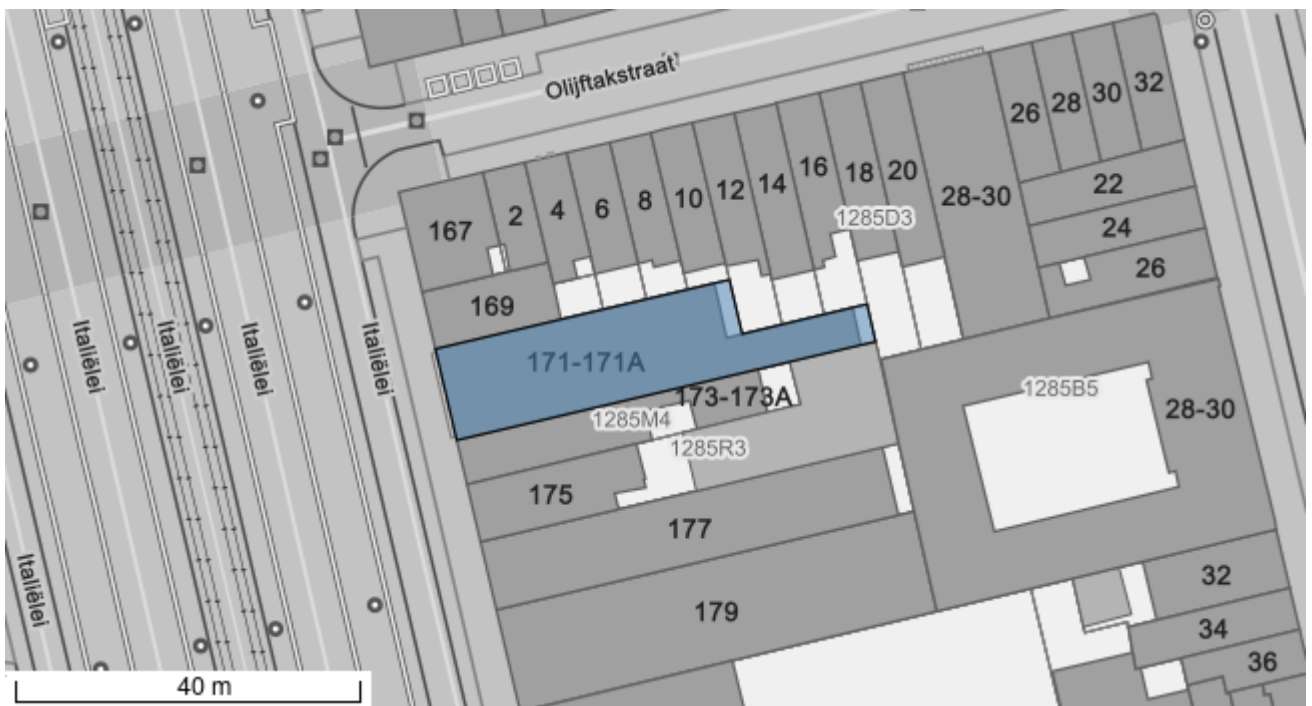 Olijftakstraat
26
28
30
32
22
24
26
28-30
167
2
4
6
8
10
12
14
16
18
20
1285D3
169
171-171A
173-173A
1285M4
1285R3
175
177
179
1285B5
28-30
32
34
36
Italiëlei
Italiëlei
Italiëlei
Italiëlei
Italiëlei
40 m